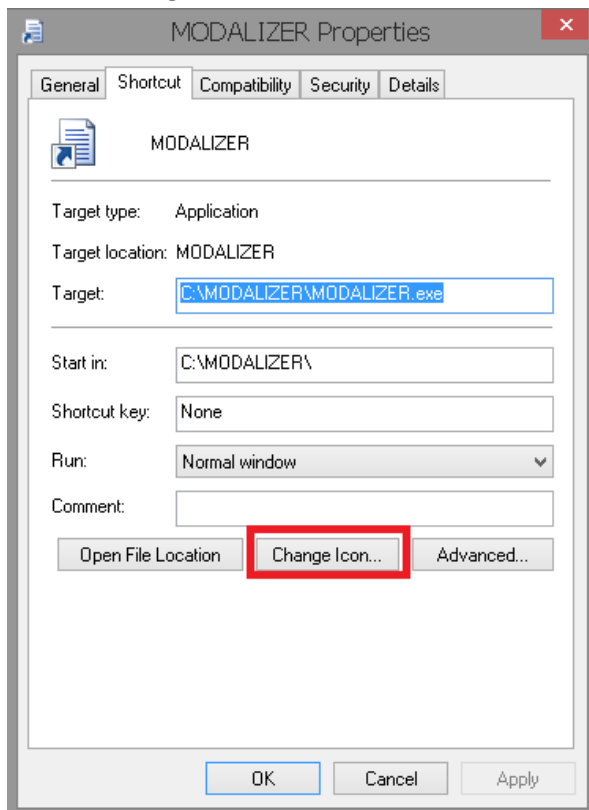 MODALIZER Properties
General Shortcut Compatibility Security Details
MODALIZER
Target type: Application
Target location: MODALIZER
Target: C:\MODALIZER\MODALIZER.exe
Start in: C:\MODALIZER\
Shortcut key: None
Run: Normal window
Comment:
Open File Location Change Icon... Advanced...
OK Cancel Apply